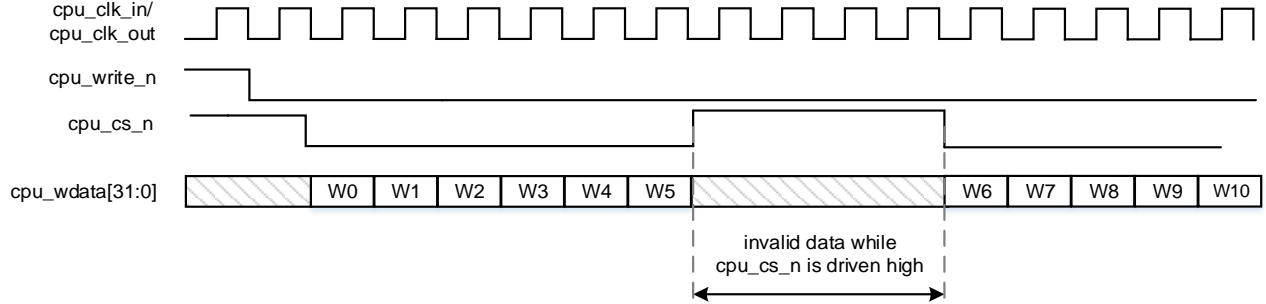 cpu_clk_in/
cpu_clk_out
cpu_write_n
cpu_cs_n
cpu_wdata[31:0]
W0 W1 W2 W3 W4 W5 W6 W7 W8 W9 W10
invalid data while
cpu_cs_n is driven high